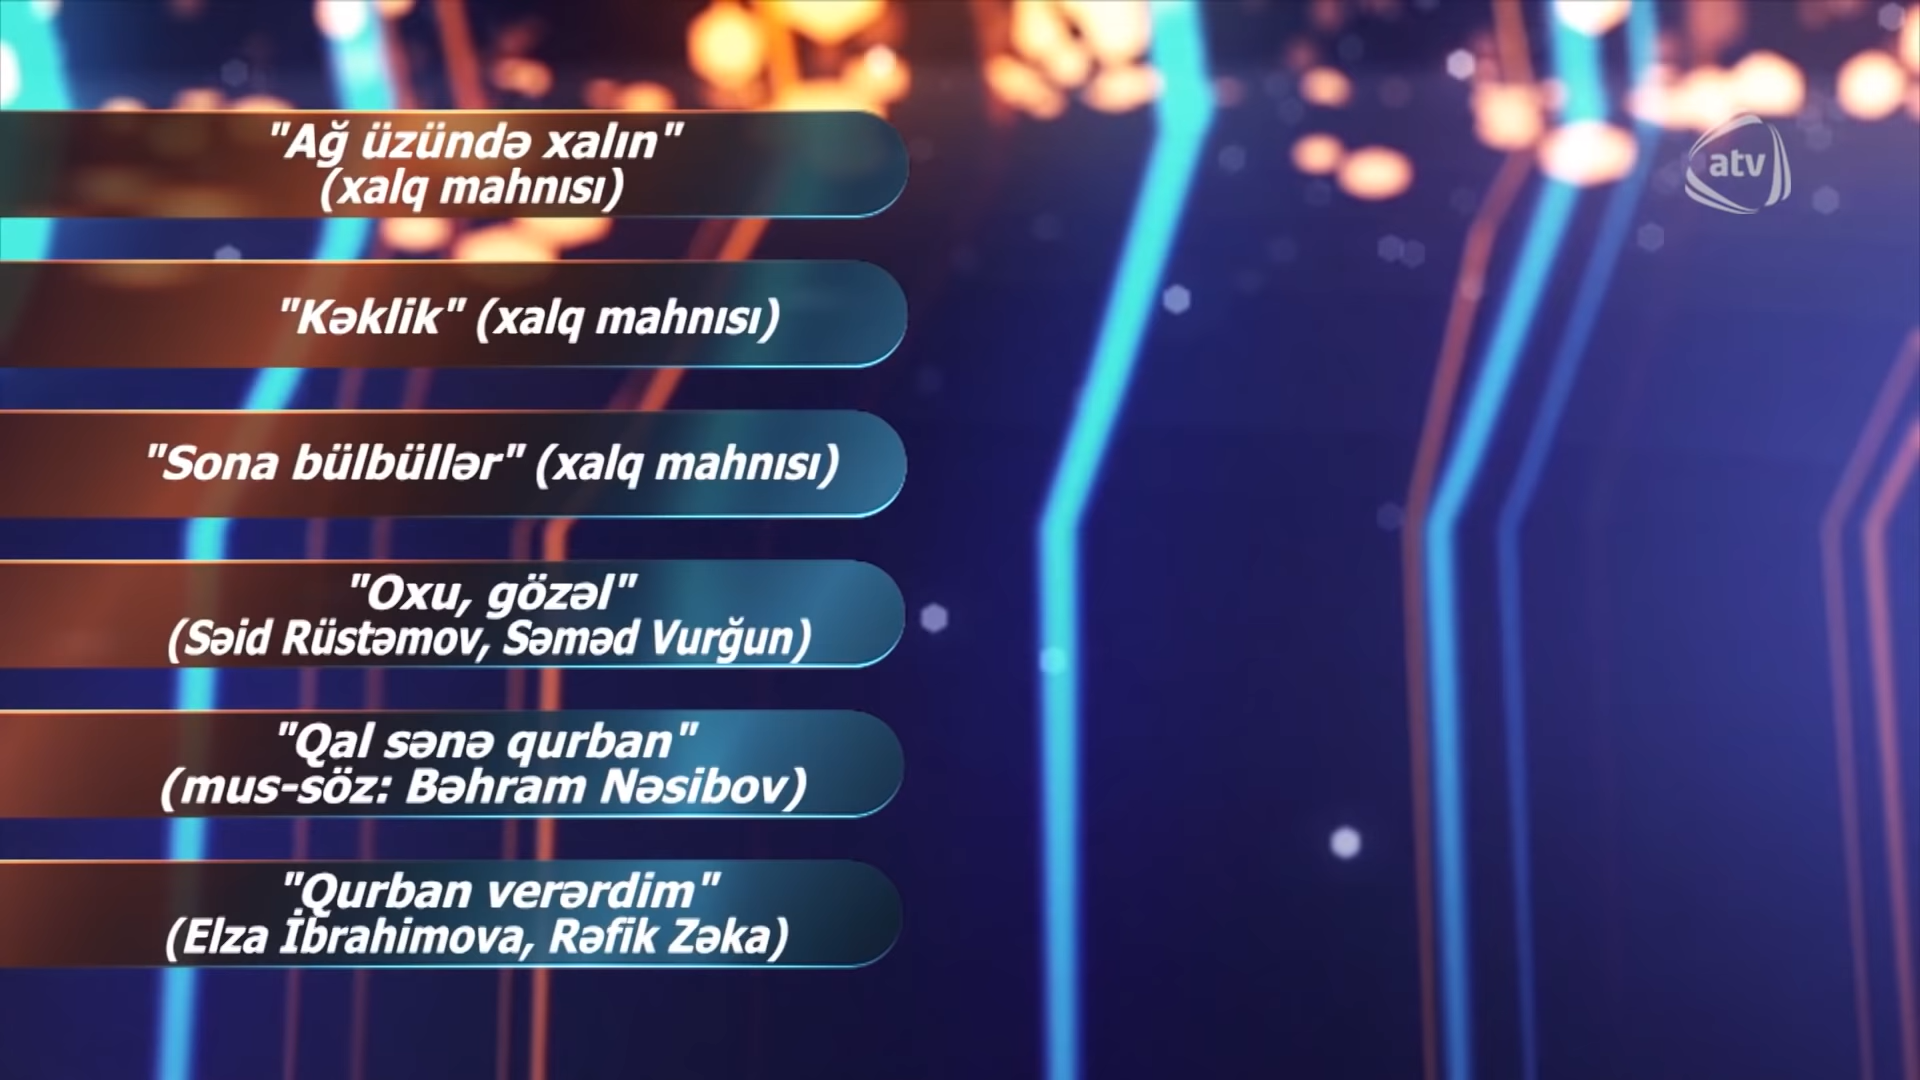 "Ağ üzündə xalın"
(xalq mahnısı)
atv
"Kəklik" (xalq mahnısı)
"Sona bülbüllər" (xalq mahnısı)
"Oxu, gözəl"
(Səid Rüstəmov, Səməd Vurğun)
"Qal sənə qurban"
(mus-söz: Bəhram Nəsibov)
"Qurban verərdim"
(Elza İbrahimova, Rəfik Zəka)